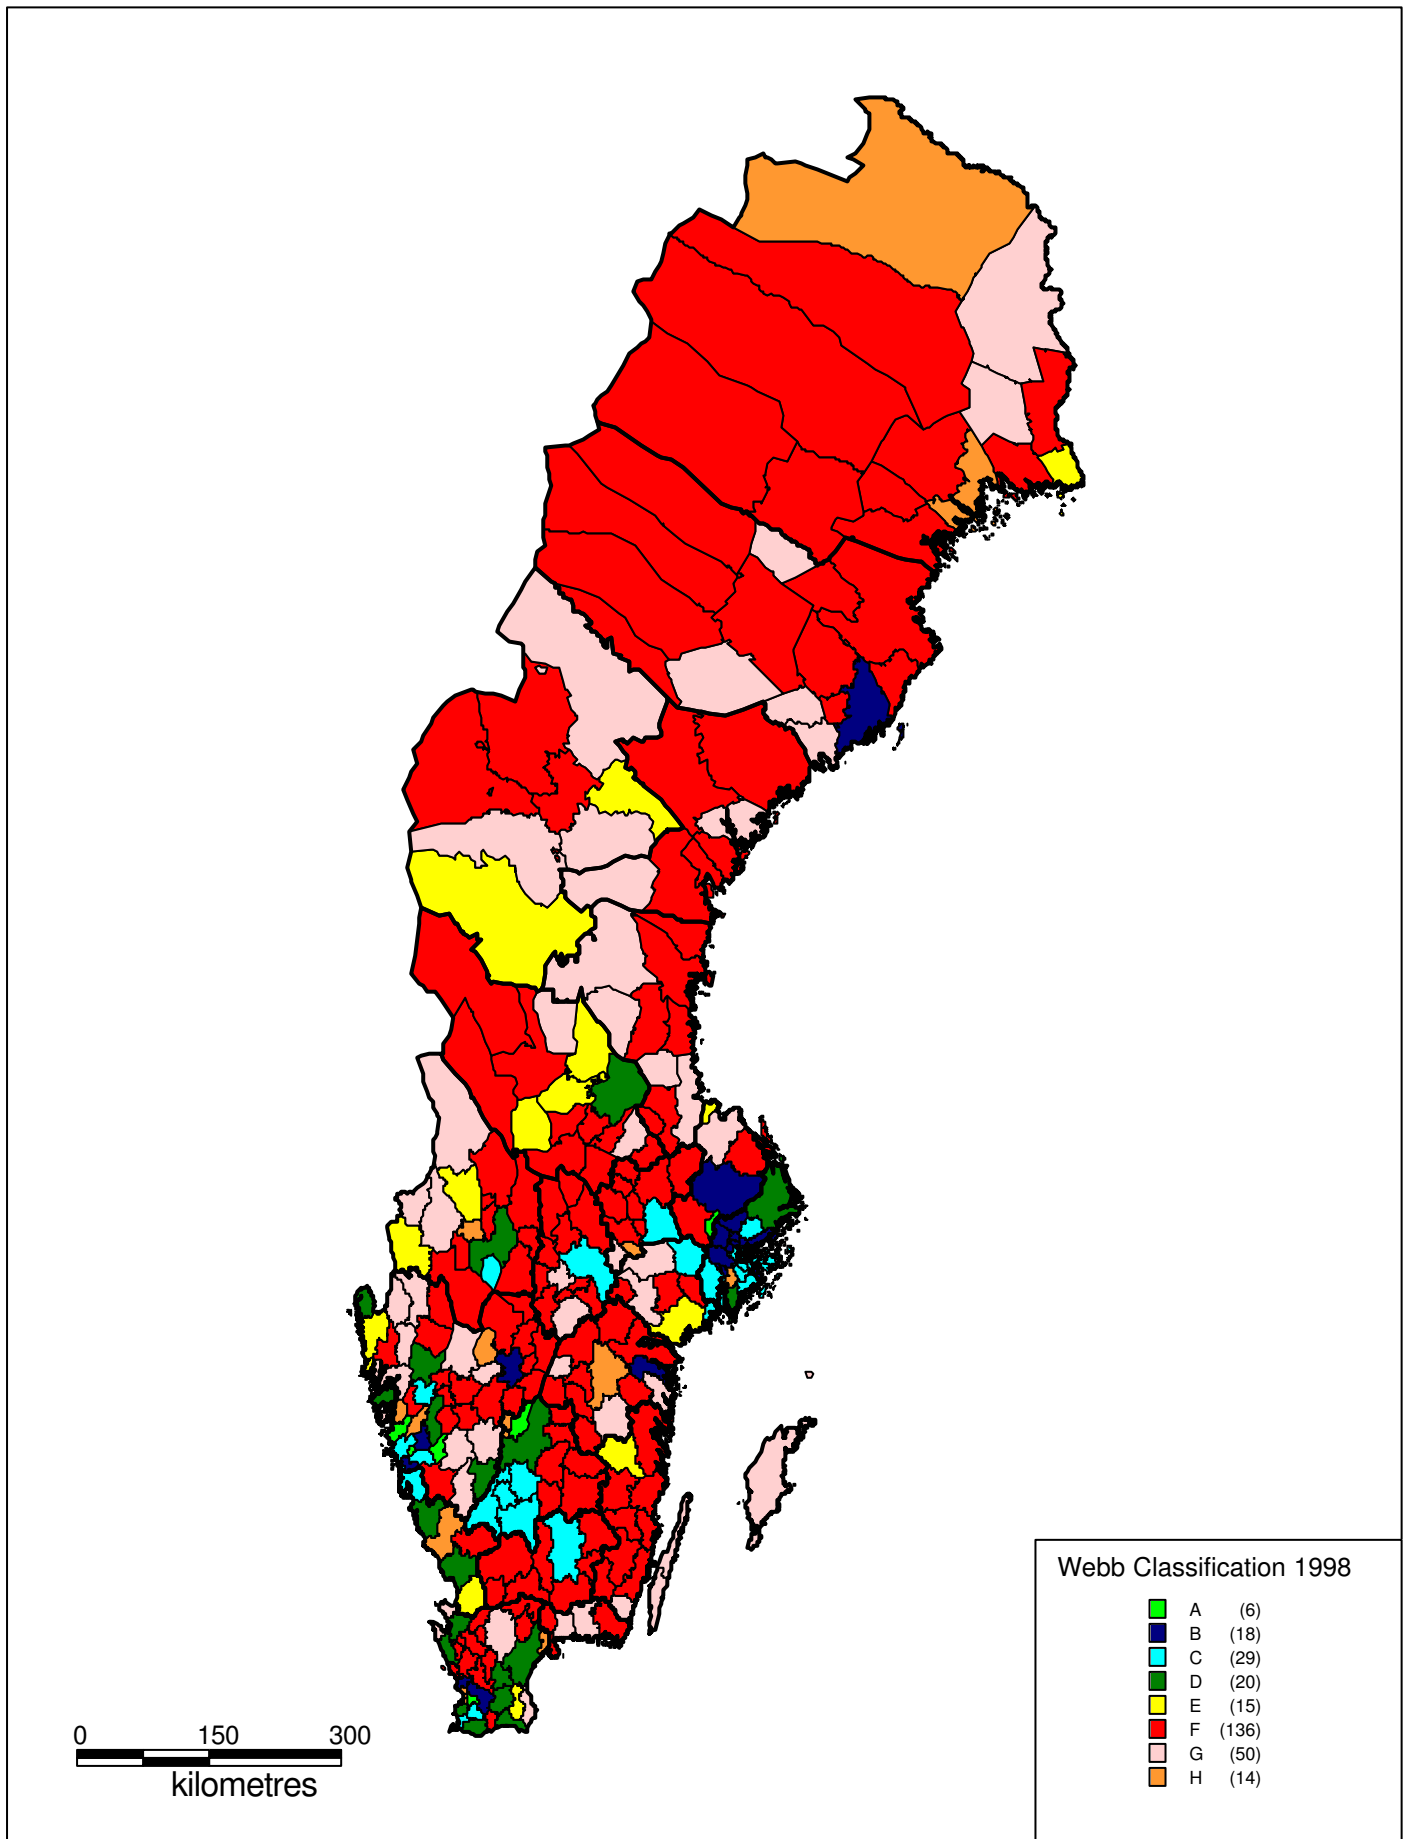 Webb Classification 1998
A (6)
B (18)
C (29)
D (20)
E (15)
F (136)
G (50)
H (14)
0 150 300
kilometres